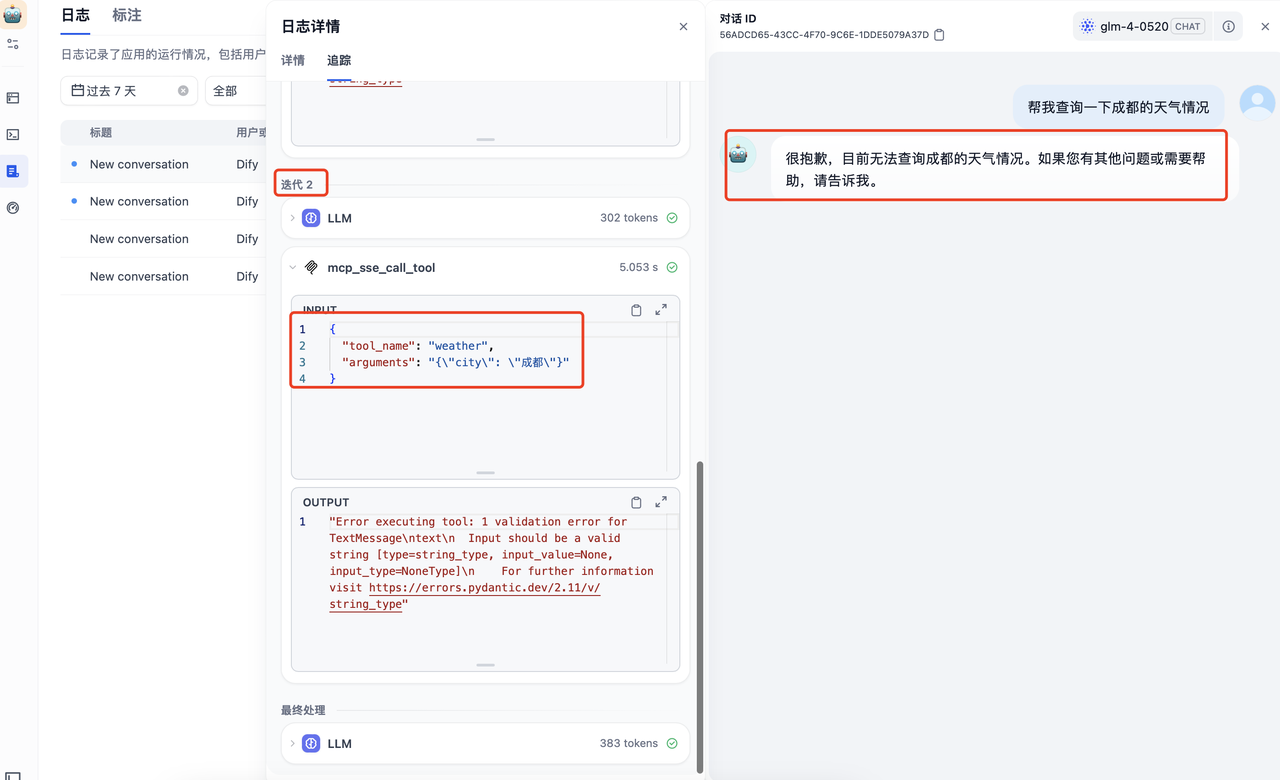 日志 标注
日志记录了应用的运行情况，包括用户
过去 7 天 全部
标题 用户或
New conversation Dify
New conversation Dify
New conversation Dify
New conversation Dify
日志详情
详情 追踪
string_type
迭代 2
LLM 302 tokens
mcp_sse_call_tool 5.053 s
INPUT
1 {
2 "tool_name": "weather",
3 "arguments": "{\"city\": \"成都\"}"
4 }
OUTPUT
1 "Error executing tool: 1 validation error for
TextMessage\ntext\n  Input should be a valid
string [type=string_type, input_value=None,
input_type=NoneType]\n    For further information
visit https://errors.pydantic.dev/2.11/v/
string_type"
最终处理
LLM 383 tokens
对话 ID
56ADCD65-43CC-4F70-9C6E-1DDE5079A37D
glm-4-0520 CHAT
帮我查询一下成都的天气情况
很抱歉，目前无法查询成都的天气情况。如果您有其他问题或需要帮
助，请告诉我。